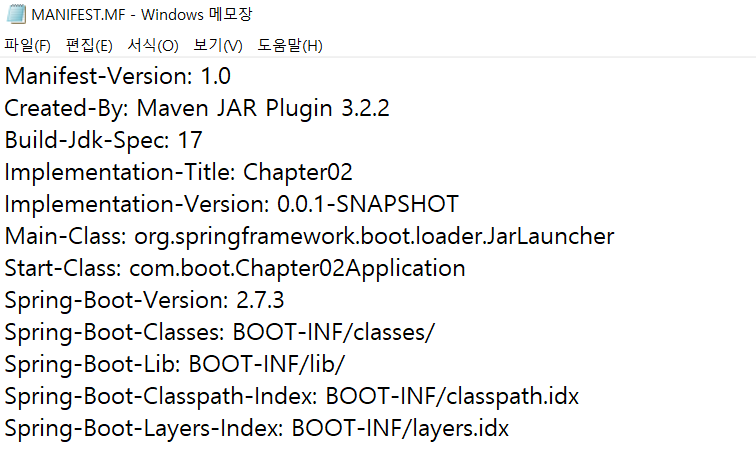 MANIFEST.MF - Windows 메모장
파일(F) 편집(E) 서식(O) 보기(V) 도움말(H)
Manifest-Version: 1.0
Created-By: Maven JAR Plugin 3.2.2
Build-Jdk-Spec: 17
Implementation-Title: Chapter02
Implementation-Version: 0.0.1-SNAPSHOT
Main-Class: org.springframework.boot.loader.JarLauncher
Start-Class: com.boot.Chapter02Application
Spring-Boot-Version: 2.7.3
Spring-Boot-Classes: BOOT-INF/classes/
Spring-Boot-Lib: BOOT-INF/lib/
Spring-Boot-Classpath-Index: BOOT-INF/classpath.idx
Spring-Boot-Layers-Index: BOOT-INF/layers.idx